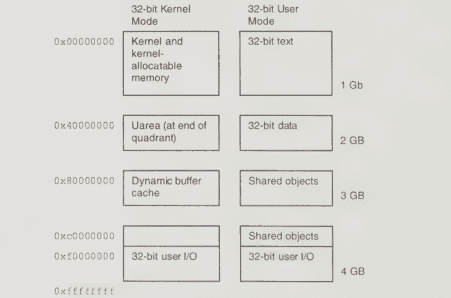 32-bit Kernel Mode
32-bit User Mode
0x00000000
Kernel and
kernel-
allocatable
memory
32-bit text
1 Gb
0x40000000
Uarea (at end of
quadrant)
32-bit data
2 GB
0x80000000
Dynamic buffer
cache
Shared objects
3 GB
0xc0000000
Shared objects
0xf0000000
32-bit user I/O
32-bit user I/O
4 GB
0xffffffff